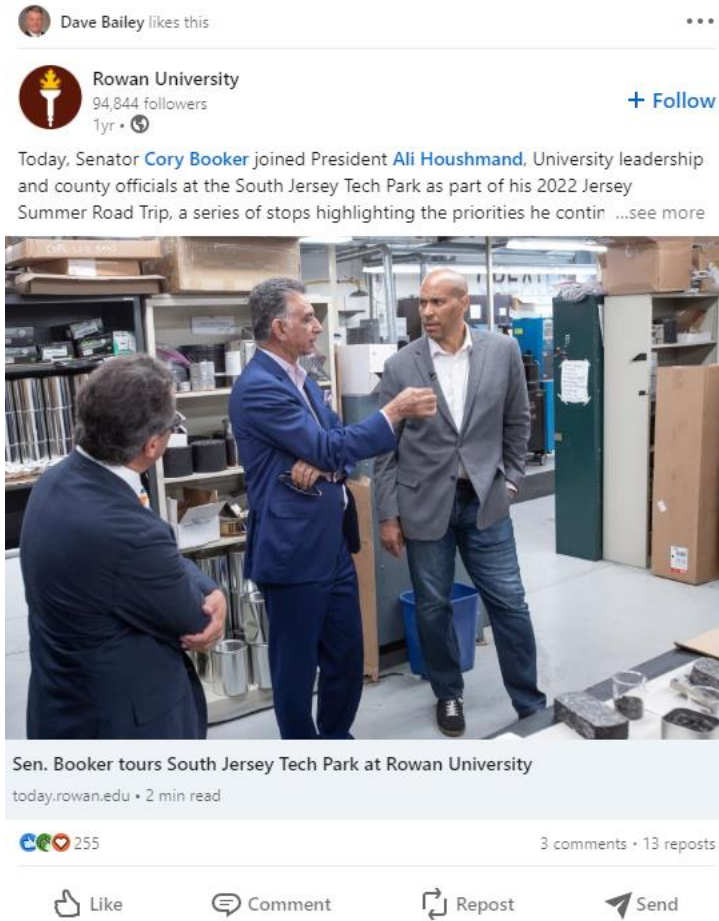 Dave Bailey likes this
Rowan University
94,844 followers
+ Follow
1yr •
Today, Senator Cory Booker joined President Ali Houshmand, University leadership
and county officials at the South Jersey Tech Park as part of his 2022 Jersey
Summer Road Trip, a series of stops highlighting the priorities he contin ...see more
Sen. Booker tours South Jersey Tech Park at Rowan University
today.rowan.edu • 2 min read
255
3 comments • 13 reposts
Like
Comment
Repost
Send